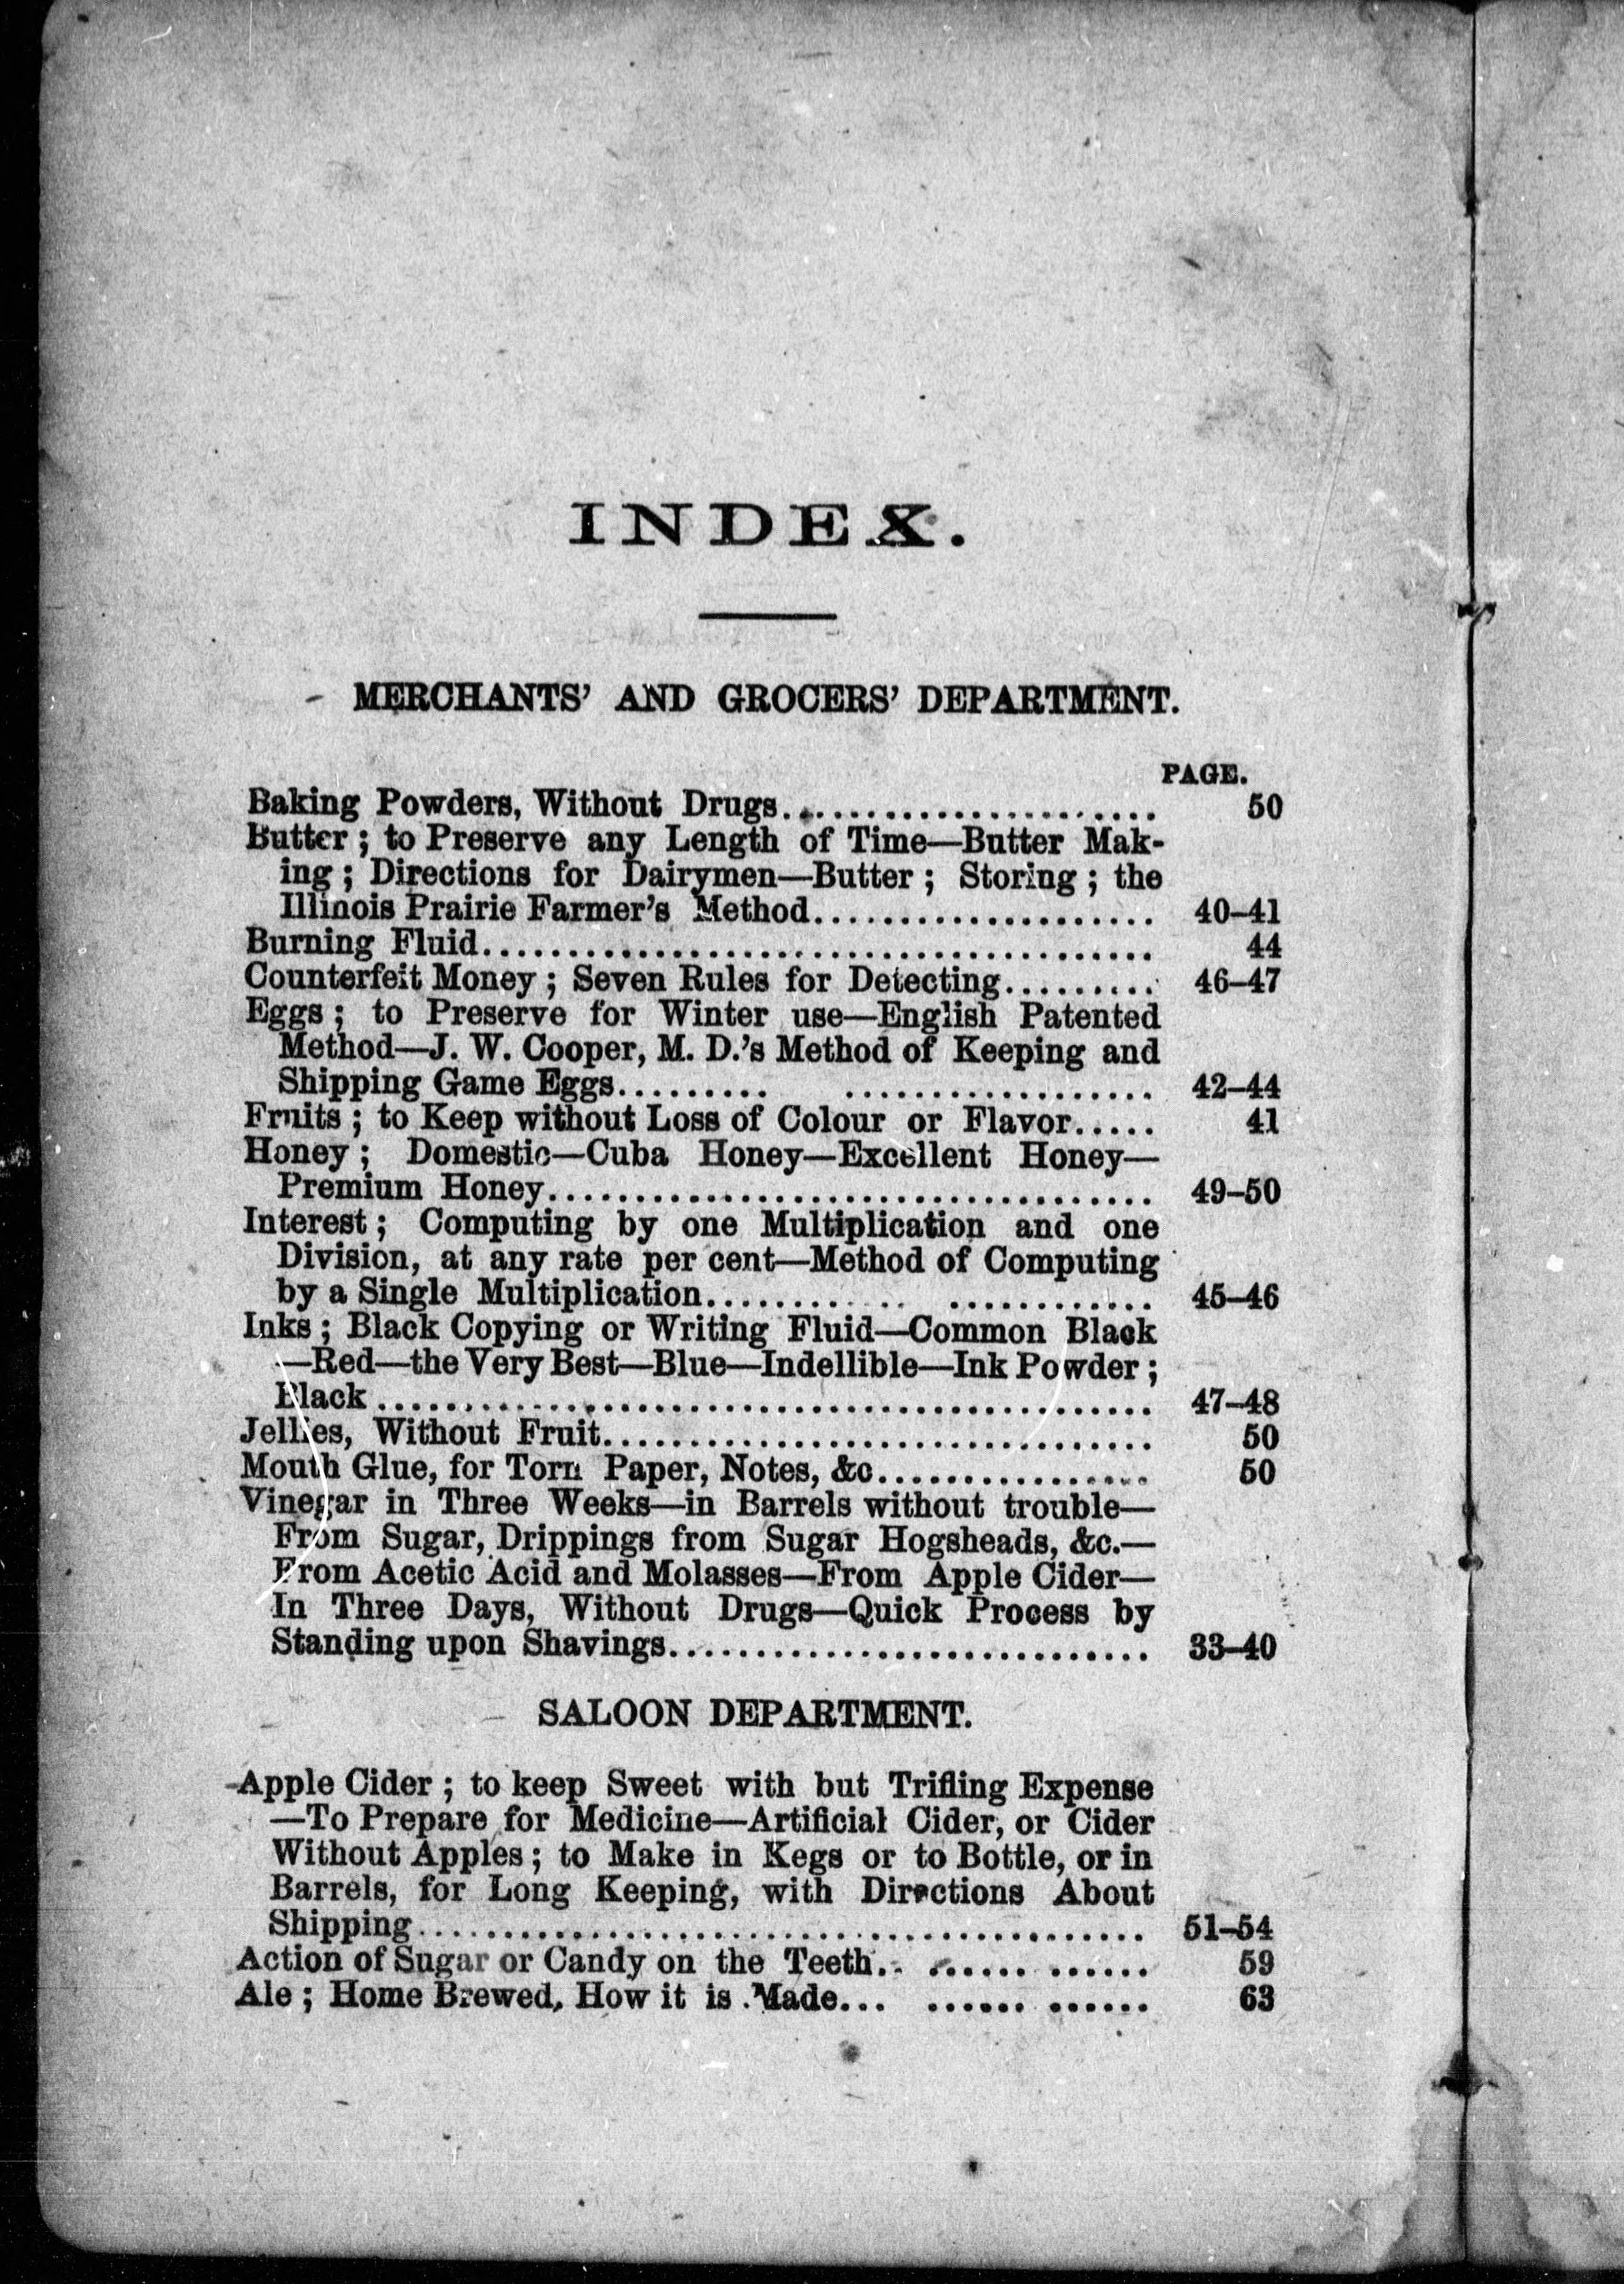 INDEX.
MERCHANTS' AND GROCERS' DEPARTMENT.
PAGE.
Baking Powders, Without Drugs........................ 50
Butter ; to Preserve any Length of Time—Butter Mak-
ing ; Directions for Dairymen—Butter ; Storing ; the
Illinois Prairie Farmer's Method.................... 40–41
Burning Fluid....................................... 44
Counterfeit Money ; Seven Rules for Detecting......... 46–47
Eggs ; to Preserve for Winter use—English Patented
Method—J. W. Cooper, M. D.'s Method of Keeping and
Shipping Game Eggs......... .................. 42–44
Fruits ; to Keep without Loss of Colour or Flavor..... 41
Honey ; Domestic—Cuba Honey—Excellent Honey—
Premium Honey................................... 49–50
Interest ; Computing by one Multiplication and one
Division, at any rate per cent—Method of Computing
by a Single Multiplication............ ............ 45–46
Inks ; Black Copying or Writing Fluid—Common Black
—Red—the Very Best—Blue—Indellible—Ink Powder ;
Black ............................................. 47–48
Jellies, Without Fruit................................ 50
Mouth Glue, for Torn Paper, Notes, &c................ 50
Vinegar in Three Weeks—in Barrels without trouble—
From Sugar, Drippings from Sugar Hogsheads, &c.—
From Acetic Acid and Molasses—From Apple Cider—
In Three Days, Without Drugs—Quick Process by
Standing upon Shavings............................ 33–40
SALOON DEPARTMENT.
Apple Cider ; to keep Sweet with but Trifling Expense
—To Prepare for Medicine—Artificial Cider, or Cider
Without Apples ; to Make in Kegs or to Bottle, or in
Barrels, for Long Keeping, with Directions About
Shipping.......................................... 51–54
Action of Sugar or Candy on the Teeth.. ...... ...... 59
Ale ; Home Brewed, How it is Made... ...... ...... 63